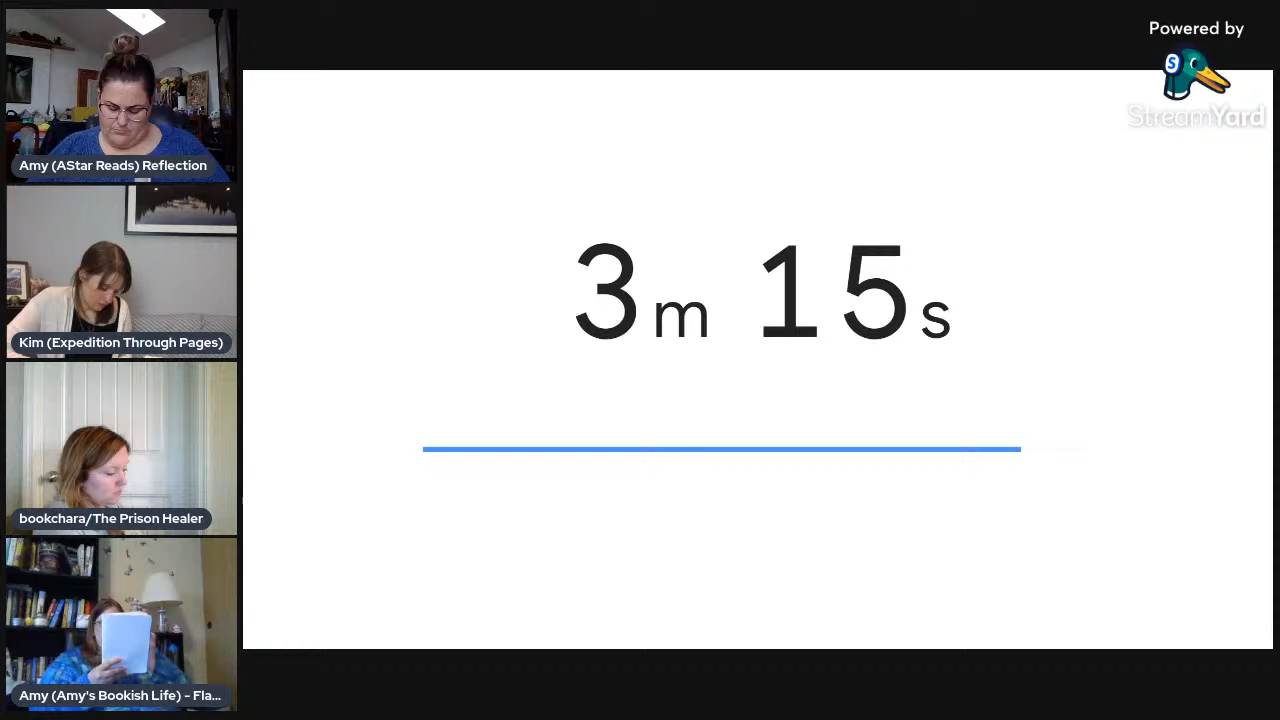 Powered by
StreamYard
Amy (AStar Reads) Reflection
3m 15s
Kim (Expedition Through Pages)
bookchara/The Prison Healer
Amy (Amy's Bookish Life) - Fla...